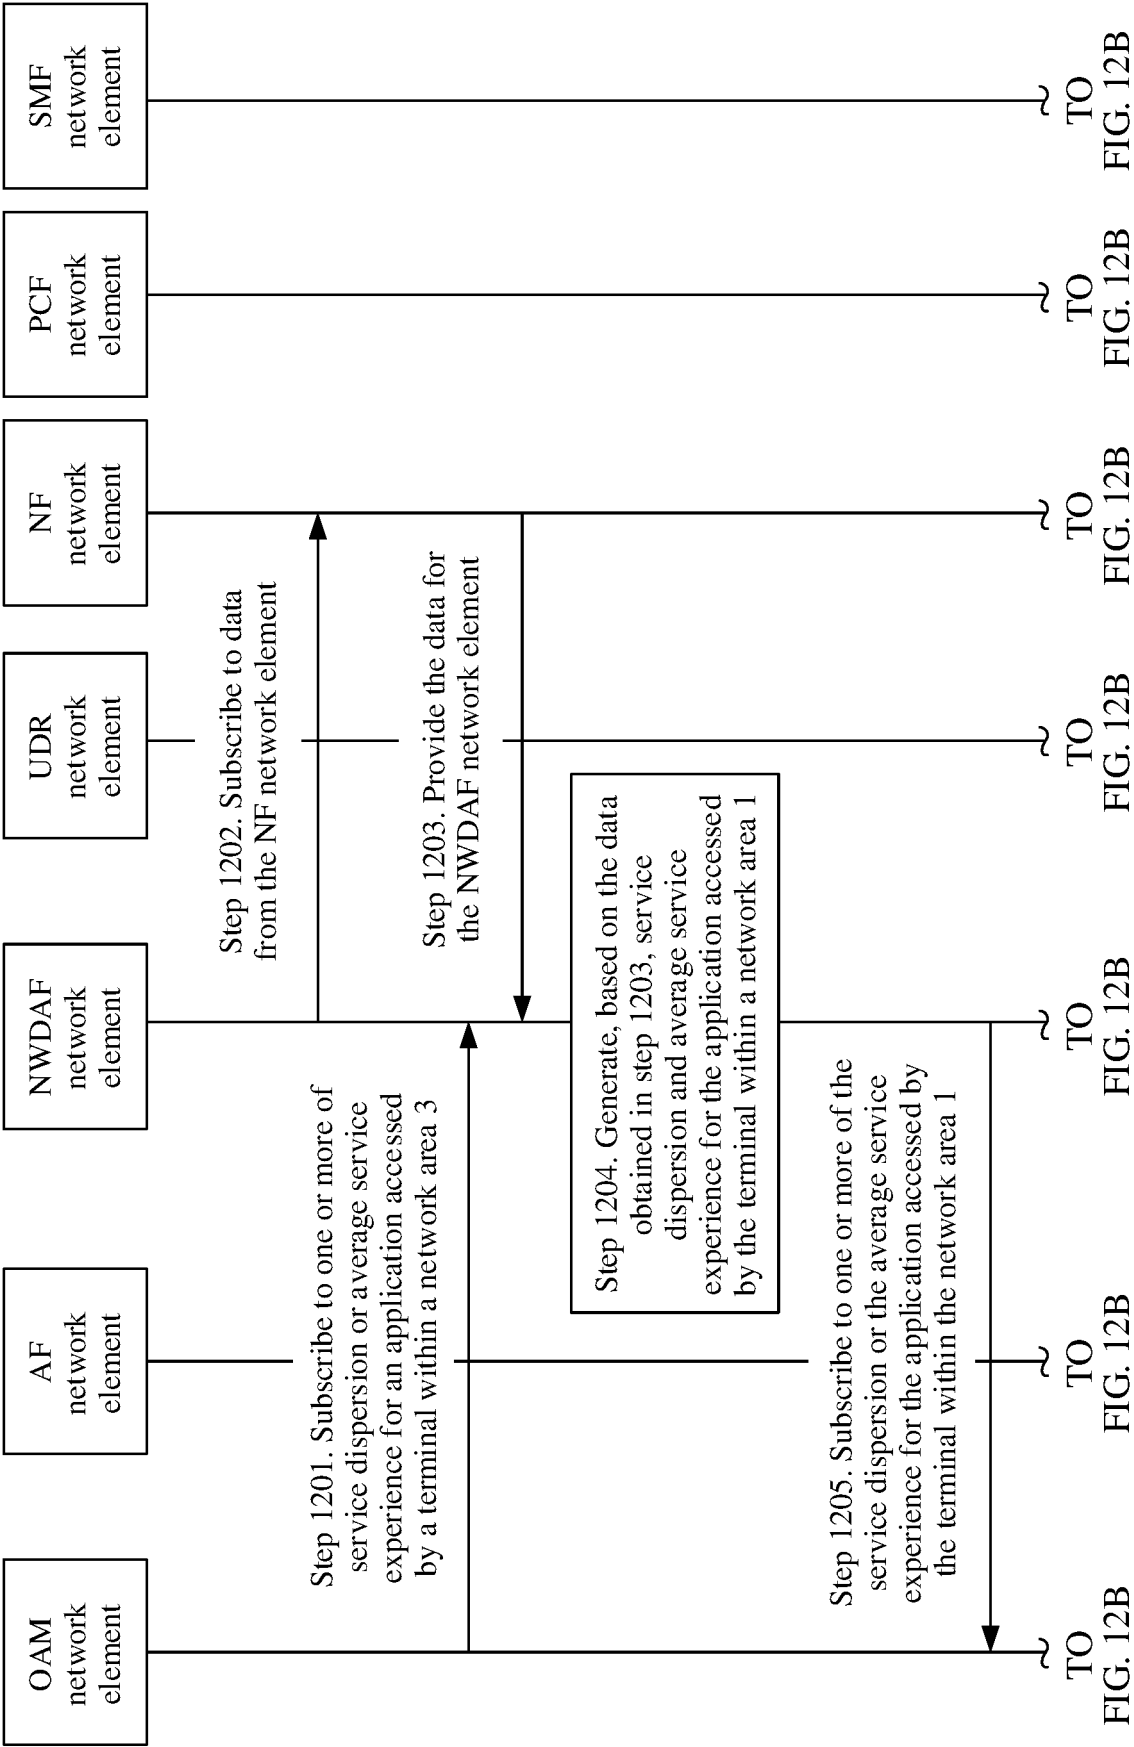 OAM
network
element
AF
network
element
NWDAF
network
element
UDR
network
element
NF
network
element
PCF
network
element
SMF
network
element
Step 1202. Subscribe to data
from the NF network element
Step 1201. Subscribe to one or more of
service dispersion or average service
experience for an application accessed
by a terminal within a network area 3
Step 1203. Provide the data for
the NWDAF network element
Step 1204. Generate, based on the data
obtained in step 1203, service
dispersion and average service
experience for the application accessed
by the terminal within a network area 1
Step 1205. Subscribe to one or more of the
service dispersion or the average service
experience for the application accessed by
the terminal within the network area 1
TO
FIG. 12B
TO
FIG. 12B
TO
FIG. 12B
TO
FIG. 12B
TO
FIG. 12B
TO
FIG. 12B
TO
FIG. 12B